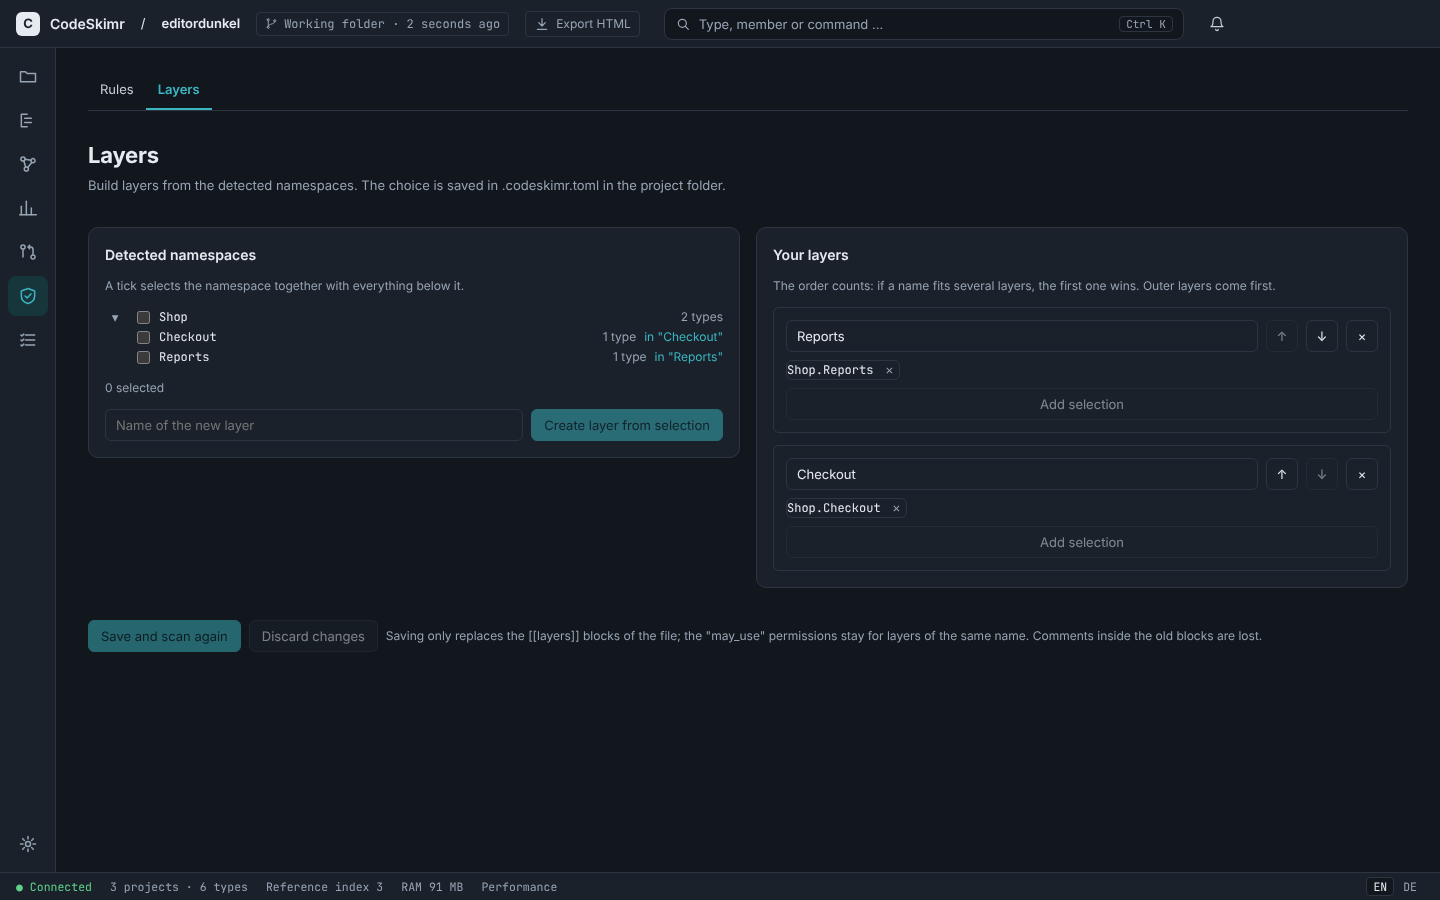 C CodeSkimr / editordunkel Working folder · 2 seconds ago Export HTML Type, member or command ... Ctrl K
Rules Layers
Layers
Build layers from the detected namespaces. The choice is saved in .codeskimr.toml in the project folder.
Detected namespaces
A tick selects the namespace together with everything below it.
▼ Shop 2 types
Checkout 1 type in "Checkout"
Reports 1 type in "Reports"
0 selected
Name of the new layer Create layer from selection
Your layers
The order counts: if a name fits several layers, the first one wins. Outer layers come first.
Reports ↑ ↓ ×
Shop.Reports ×
Add selection
Checkout ↑ ↓ ×
Shop.Checkout ×
Add selection
Save and scan again Discard changes Saving only replaces the [[layers]] blocks of the file; the "may_use" permissions stay for layers of the same name. Comments inside the old blocks are lost.
● Connected 3 projects · 6 types Reference index 3 RAM 91 MB Performance EN DE